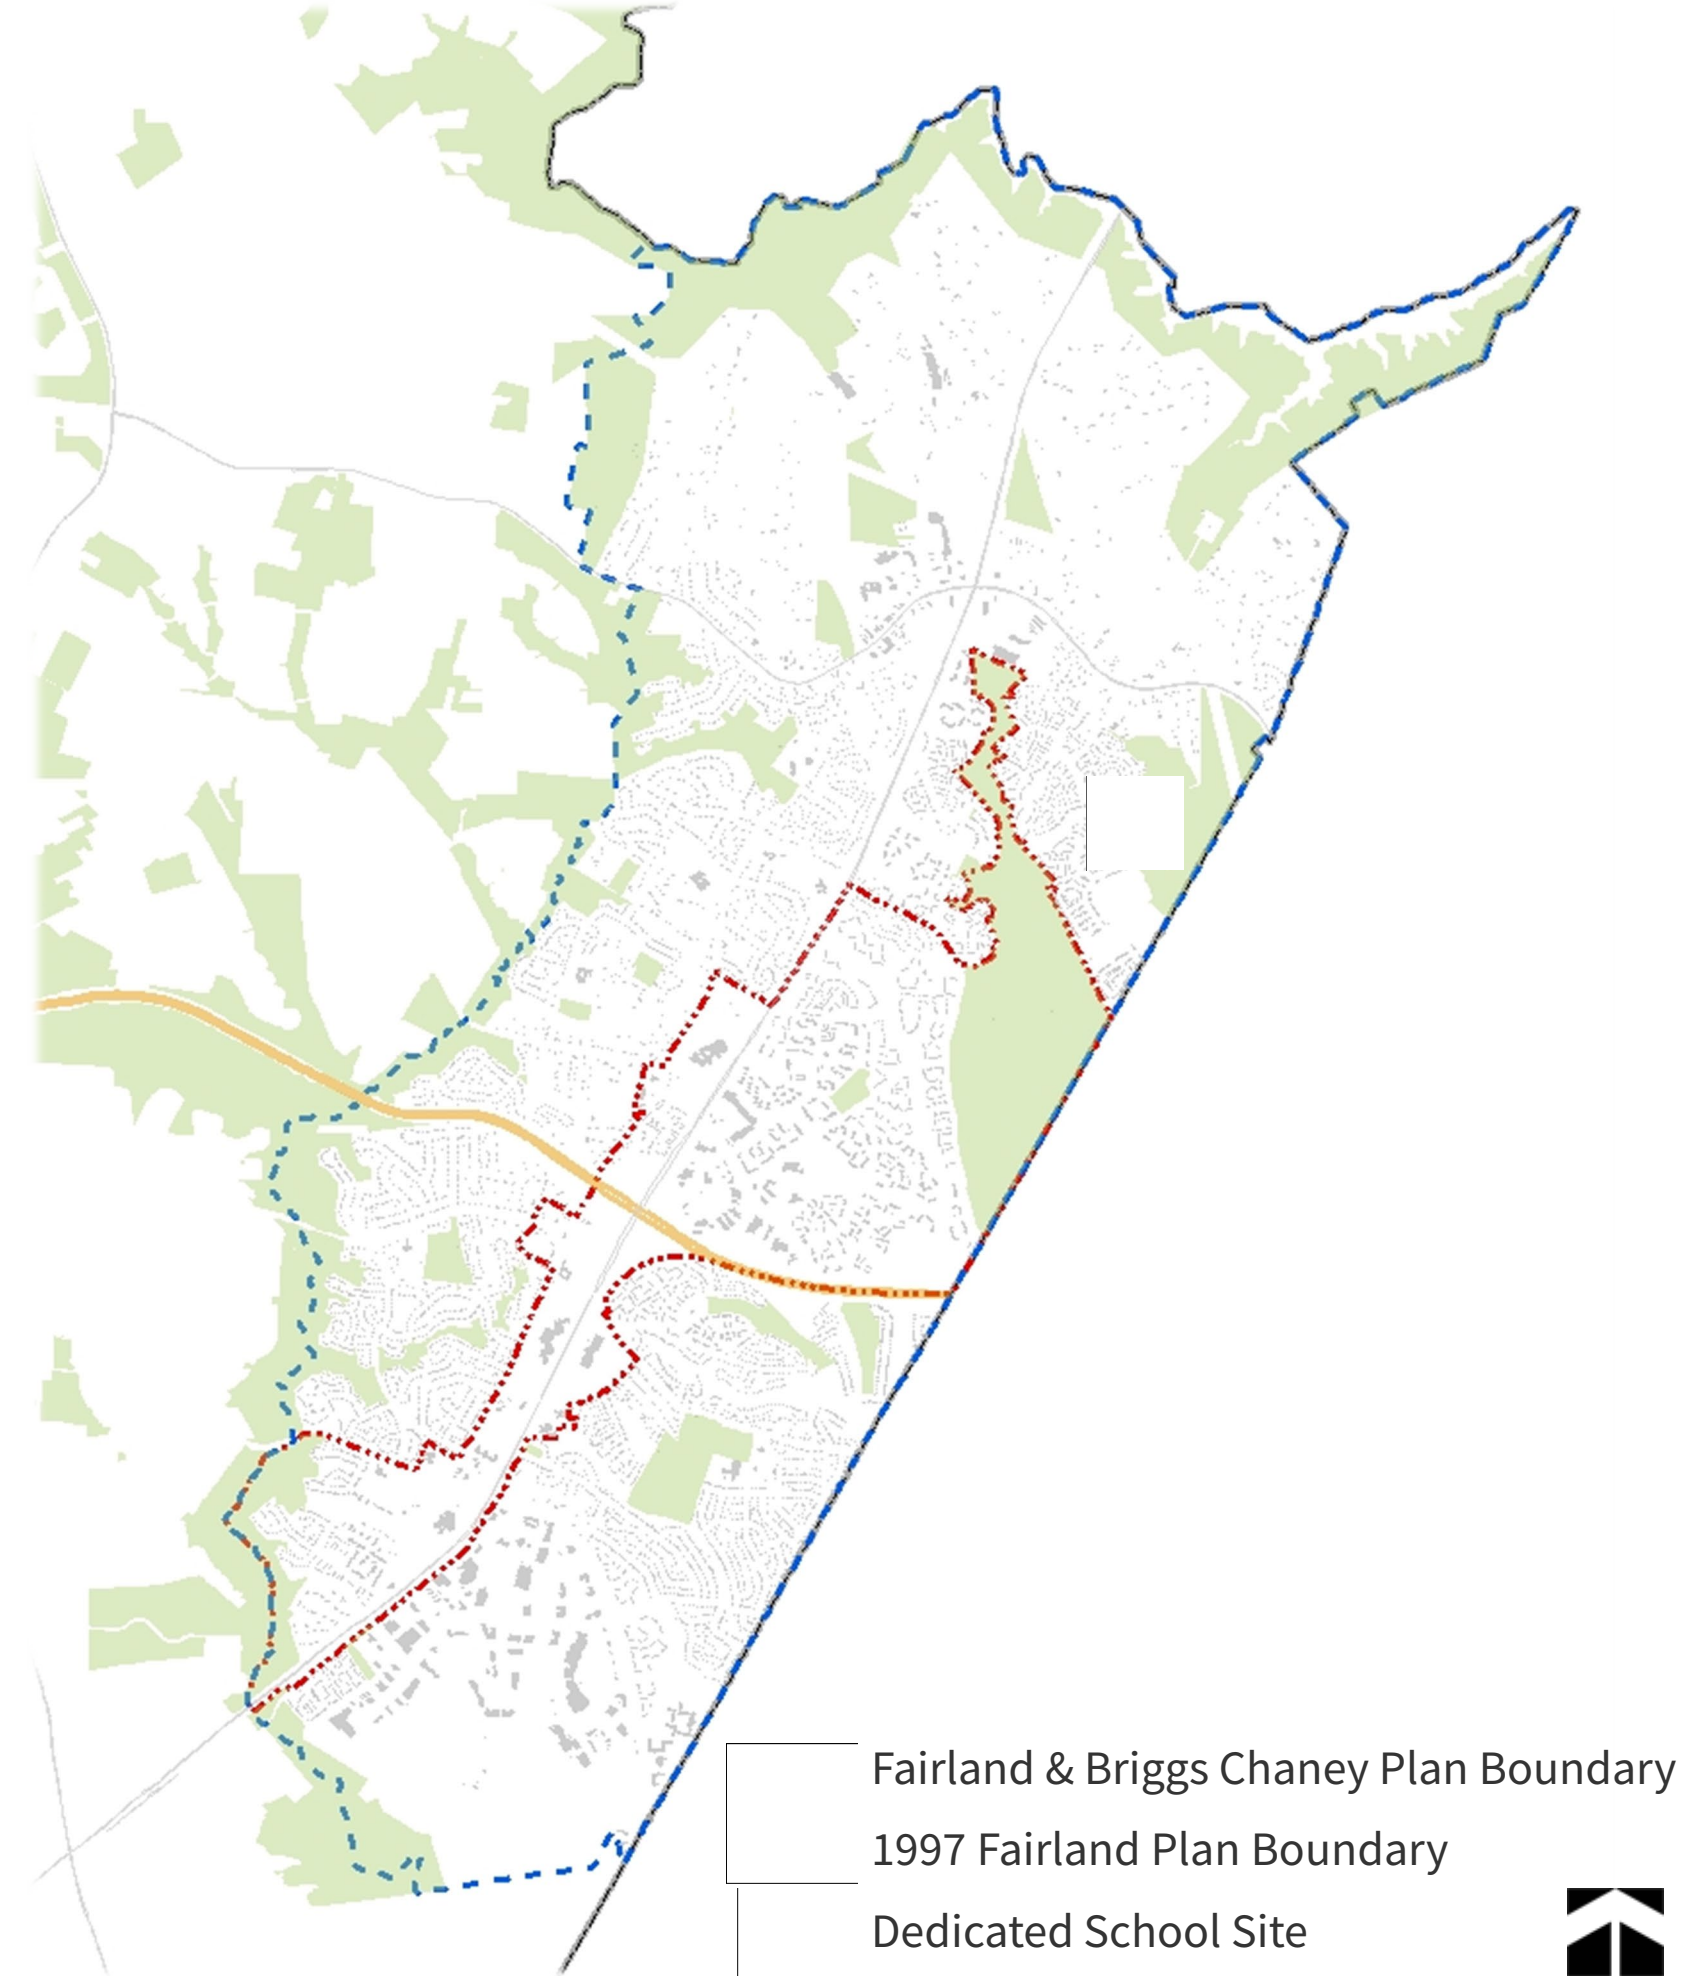 Fairland & Briggs Chaney Plan Boundary
1997 Fairland Plan Boundary
Dedicated School Site